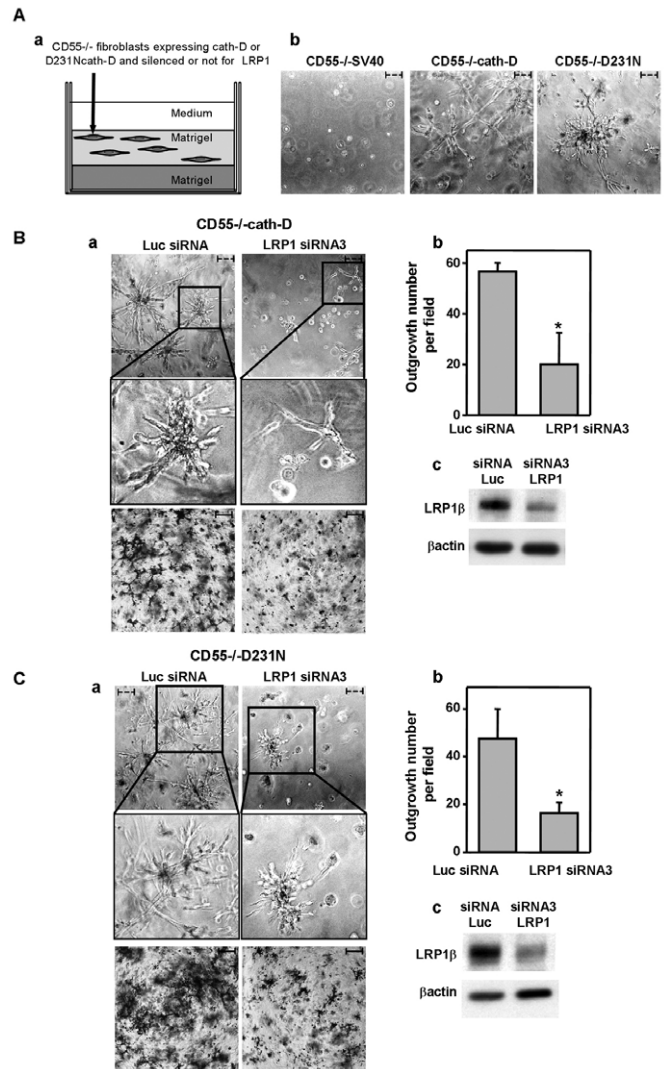 A
a
CD55-/- fibroblasts expressing cath-D or
D231Ncath-D and silenced or not for LRP1
Medium
Matrigel
Matrigel
b
CD55-/-SV40
CD55-/-cath-D
CD55-/-D231N
CD55-/-cath-D
B
a
Luc siRNA
LRP1 siRNA3
b
Outgrowth number
per field
60
40
20
0
*
Luc siRNA
LRP1 siRNA3
c
siRNA
Luc
siRNA3
LRP1
LRP1β
βactin
CD55-/-D231N
C
a
Luc siRNA
LRP1 siRNA3
b
Outgrowth number
per field
60
40
20
0
*
Luc siRNA
LRP1 siRNA3
c
siRNA
Luc
siRNA3
LRP1
LRP1β
βactin